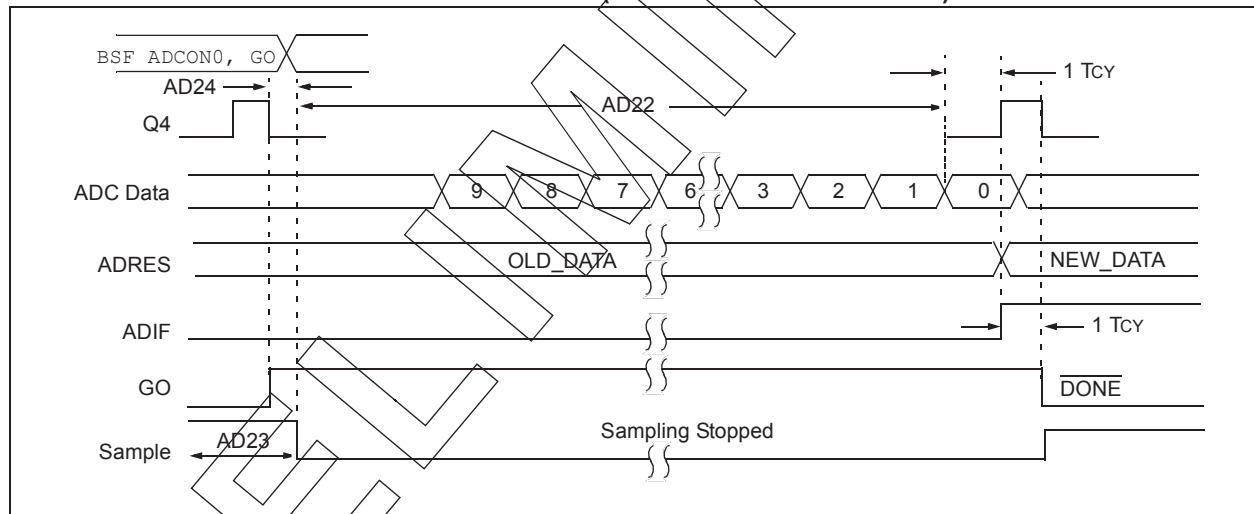 BSF ADCON0, GO
AD24
1 TCY
AD22
Q4
ADC Data
9 8 7 6 3 2 1 0
ADRES
OLD_DATA
NEW_DATA
ADIF
1 TCY
GO
DONE
AD23
Sampling Stopped
Sample